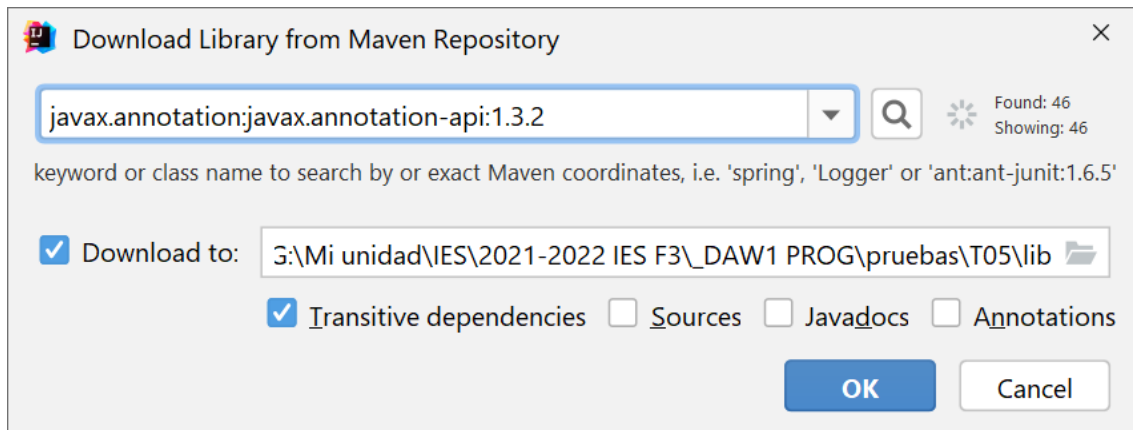 Download Library from Maven Repository
javax.annotation:javax.annotation-api:1.3.2
Found: 46
Showing: 46
keyword or class name to search by or exact Maven coordinates, i.e. 'spring', 'Logger' or 'ant:ant-junit:1.6.5'
Download to: G:\Mi unidad\IES\2021-2022 IES F3\_DAW1 PROG\pruebas\T05\lib
Transitive dependencies Sources Javadocs Annotations
OK Cancel